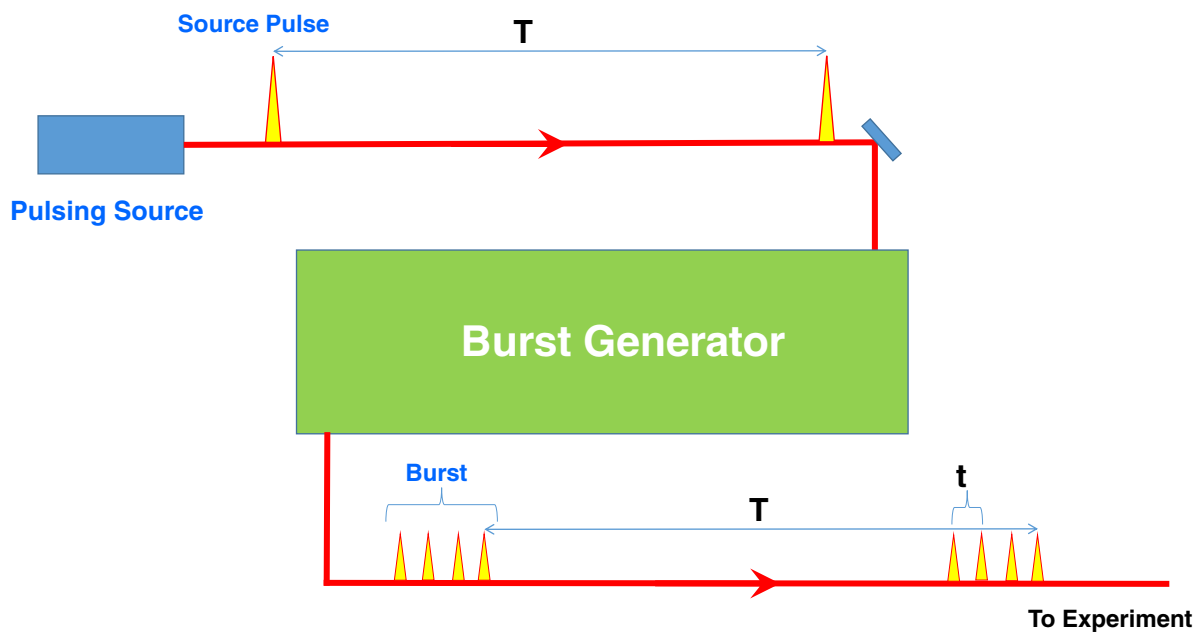 Source Pulse
T
Pulsing Source
Burst Generator
Burst
t
T
To Experiment